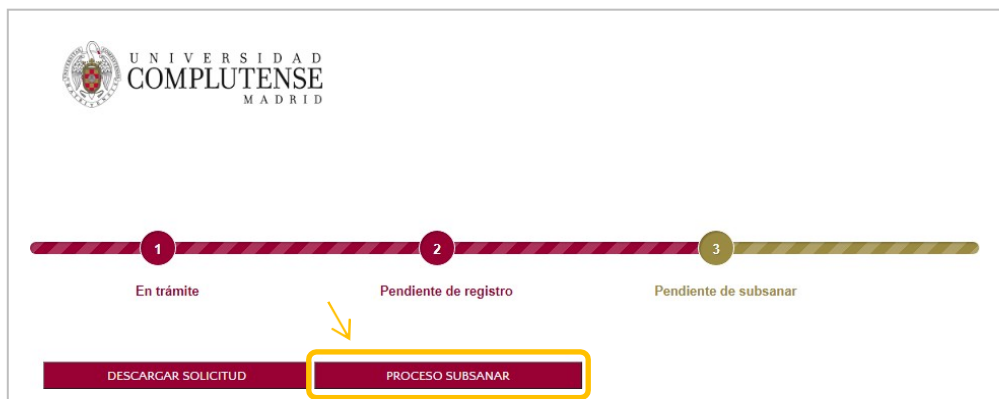 UNIVERSIDAD
COMPLUTENSE
MADRID
1
2
3
En trámite
Pendiente de registro
Pendiente de subsanar
DESCARGAR SOLICITUD
PROCESO SUBSANAR